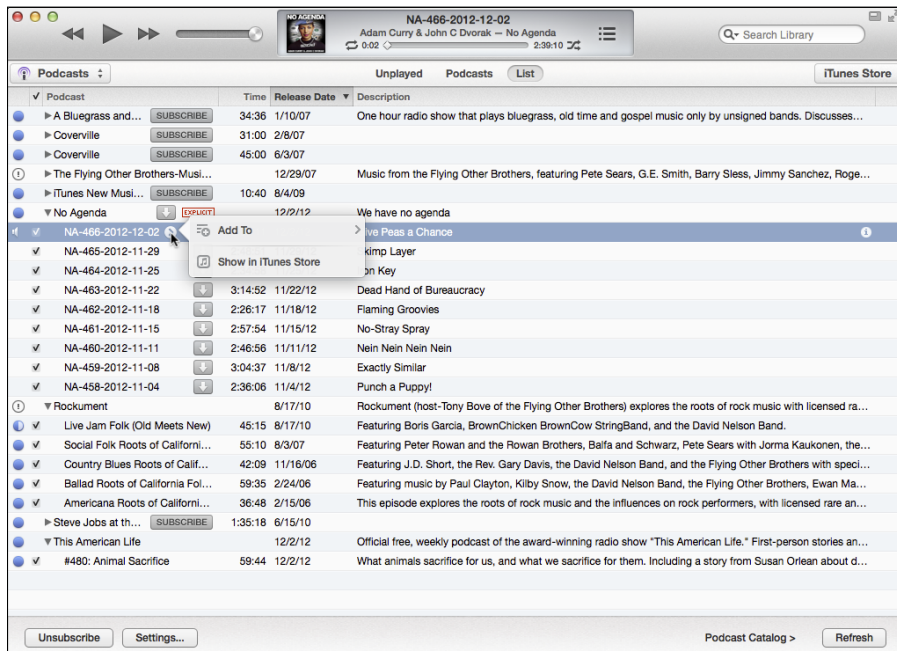 NO AGENDA
NA-466-2012-12-02
Adam Curry & John C Dvorak — No Agenda
0:02 2:39:10
Search Library
Podcasts Unplayed Podcasts List iTunes Store
Podcast Time Release Date Description
A Bluegrass and... SUBSCRIBE 34:36 1/10/07 One hour radio show that plays bluegrass, old time and gospel music only by unsigned bands. Discusses...
Coverville SUBSCRIBE 31:00 2/8/07
Coverville SUBSCRIBE 45:00 6/3/07
The Flying Other Brothers-Musi... 12/29/07 Music from the Flying Other Brothers, featuring Pete Sears, G.E. Smith, Barry Sless, Jimmy Sanchez, Roge...
iTunes New Musi... SUBSCRIBE 10:40 8/4/09
No Agenda EXPLICIT 12/2/12 We have no agenda
NA-466-2012-12-02 Add To ive Peas a Chance
NA-465-2012-11-29 kimp Layer
Show in iTunes Store
NA-464-2012-11-25 on Key
NA-463-2012-11-22 3:14:52 11/22/12 Dead Hand of Bureaucracy
NA-462-2012-11-18 2:26:17 11/18/12 Flaming Groovies
NA-461-2012-11-15 2:57:54 11/15/12 No-Stray Spray
NA-460-2012-11-11 2:46:56 11/11/12 Nein Nein Nein Nein
NA-459-2012-11-08 3:04:37 11/8/12 Exactly Similar
NA-458-2012-11-04 2:36:06 11/4/12 Punch a Puppy!
Rockument 8/17/10 Rockument (host-Tony Bove of the Flying Other Brothers) explores the roots of rock music with licensed ra...
Live Jam Folk (Old Meets New) 45:15 8/17/10 Featuring Boris Garcia, BrownChicken BrownCow StringBand, and the David Nelson Band.
Social Folk Roots of Californi... 55:10 8/3/07 Featuring Peter Rowan and the Rowan Brothers, Balfa and Schwarz, Pete Sears with Jorma Kaukonen, the...
Country Blues Roots of Calif... 42:09 11/16/06 Featuring J.D. Short, the Rev. Gary Davis, the David Nelson Band, and the Flying Other Brothers with speci...
Ballad Roots of California Fol... 59:35 2/24/06 Featuring music by Paul Clayton, Kilby Snow, the David Nelson Band, the Flying Other Brothers, Ewan Ma...
Americana Roots of Californi... 36:48 2/15/06 This episode explores the roots of rock music and the influences on rock performers, with licensed rare an...
Steve Jobs at th... SUBSCRIBE 1:35:18 6/15/10
This American Life 12/2/12 Official free, weekly podcast of the award-winning radio show "This American Life." First-person stories an...
#480: Animal Sacrifice 59:44 12/2/12 What animals sacrifice for us, and what we sacrifice for them. Including a story from Susan Orlean about d...
Unsubscribe Settings... Podcast Catalog > Refresh